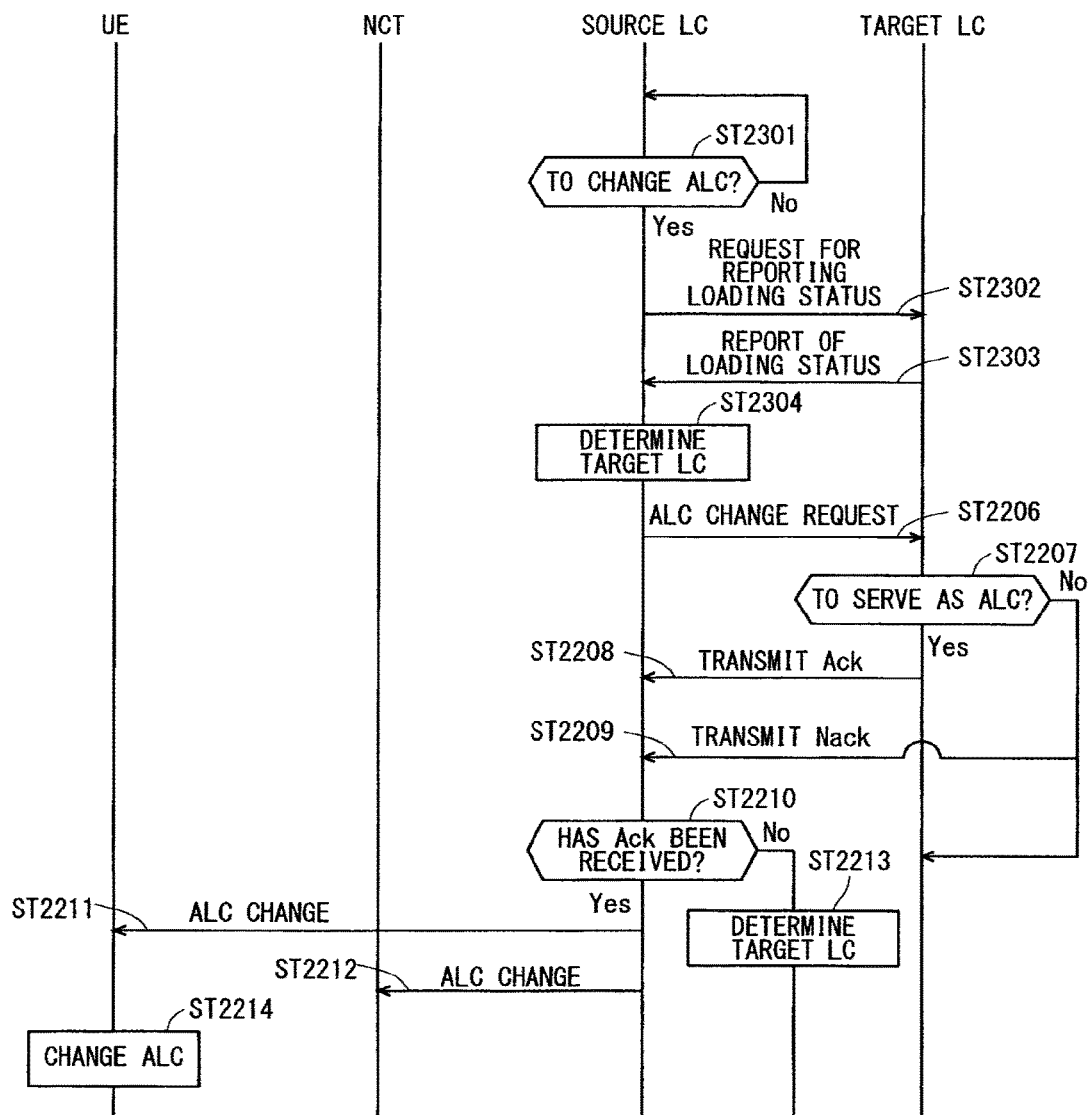 UE
NCT
SOURCE LC
TARGET LC
ST2301
TO CHANGE ALC?
No
Yes
REQUEST FOR
REPORTING
LOADING STATUS
ST2302
REPORT OF
LOADING STATUS
ST2303
ST2304
DETERMINE
TARGET LC
ALC CHANGE REQUEST
ST2206
ST2207
TO SERVE AS ALC?
No
Yes
ST2208
TRANSMIT Ack
ST2209
TRANSMIT Nack
ST2210
HAS Ack BEEN
RECEIVED?
No
Yes
ST2213
DETERMINE
TARGET LC
ST2211
ALC CHANGE
ST2212
ALC CHANGE
ST2214
CHANGE ALC